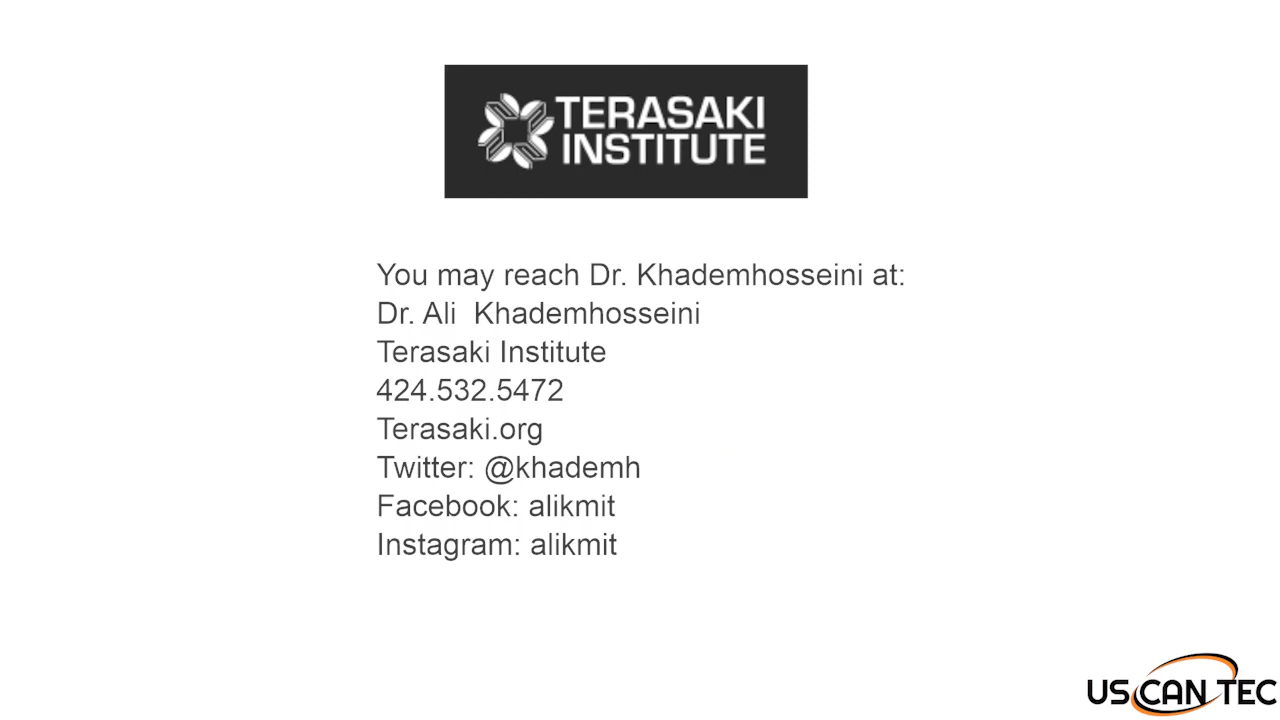 TERASAKI
INSTITUTE
You may reach Dr. Khademhosseini at:
Dr. Ali  Khademhosseini
Terasaki Institute
424.532.5472
Terasaki.org
Twitter: @khademh
Facebook: alikmit
Instagram: alikmit
US CAN TEC